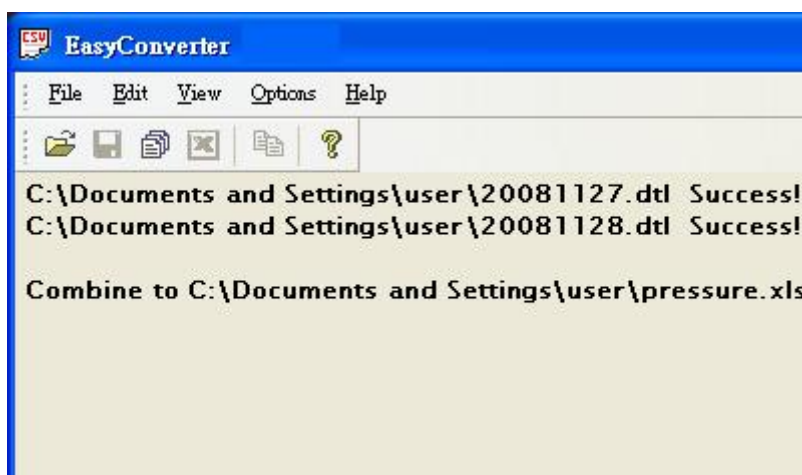 CSV EasyConverter
File Edit View Options Help
C:\Documents and Settings\user\20081127.dtl Success!
C:\Documents and Settings\user\20081128.dtl Success!
Combine to C:\Documents and Settings\user\pressure.xls